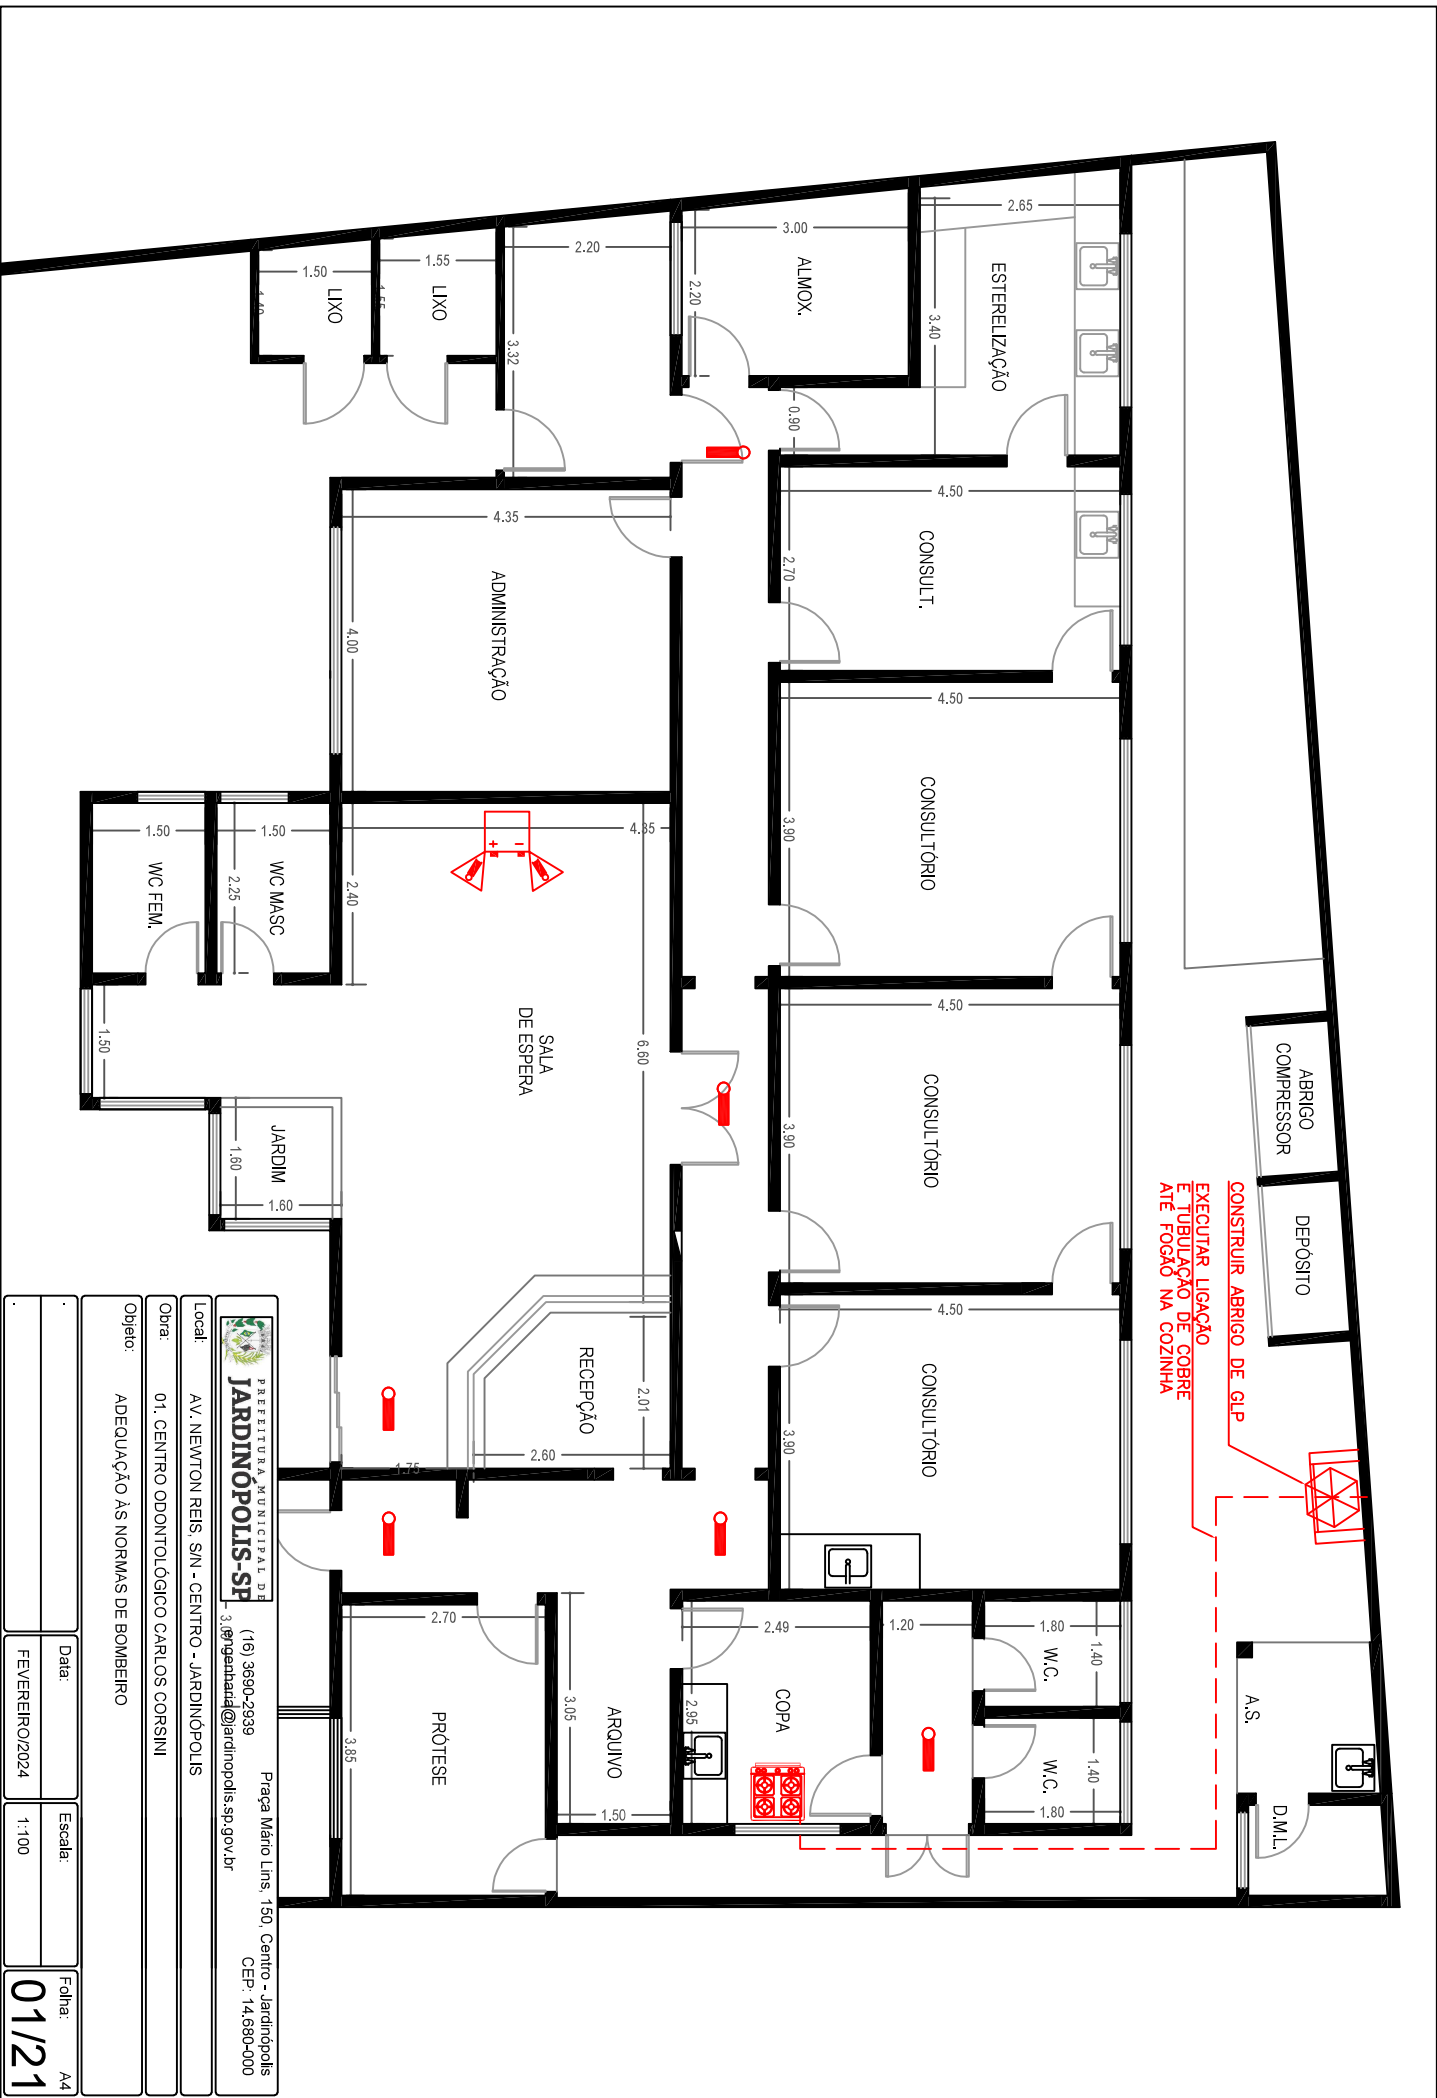 2.65
3.40
ESTERELIZAÇÃO
3.00
2.20
ALMOX.
0.90
2.20
3.32
1.55
1.55
LIXO
1.50
1.40
LIXO
4.50
2.70
CONSULT.
4.35
4.00
ADMINISTRAÇÃO
4.50
3.90
CONSULTÓRIO
4.50
3.90
CONSULTÓRIO
4.50
3.90
CONSULTÓRIO
4.35
6.60
2.40
+ −
SALA
DE ESPERA
1.50
2.25
WC MASC
1.50
WC FEM.
1.50
JARDIM
1.60
1.60
RECEPÇÃO
2.01
2.60
1.75
ABRIGO
COMPRESSOR
DEPÓSITO
CONSTRUIR ABRIGO DE GLP
EXECUTAR LIGAÇÃO
E TUBULAÇÃO DE COBRE
ATÉ FOGÃO NA COZINHA
1.80
1.40
W.C.
1.40
1.80
W.C.
1.20
2.49
2.95
COPA
3.05
1.50
ARQUIVO
2.70
3.85
PRÓTESE
3.00
A.S.
D.M.L.
PREFEITURA MUNICIPAL DE
JARDINÓPOLIS-SP
Praça Mário Lins, 150, Centro - Jardinópolis
CEP: 14.680-000
(16) 3690-2939
engenharia@jardinopolis.sp.gov.br
Local: AV. NEWTON REIS, S/N - CENTRO - JARDINÓPOLIS
Obra: 01. CENTRO ODONTOLÓGICO CARLOS CORSINI
Objeto: ADEQUAÇÃO ÀS NORMAS DE BOMBEIRO
. Data: Escala: Folha: A4
. FEVEREIRO/2024 1:100 01/21